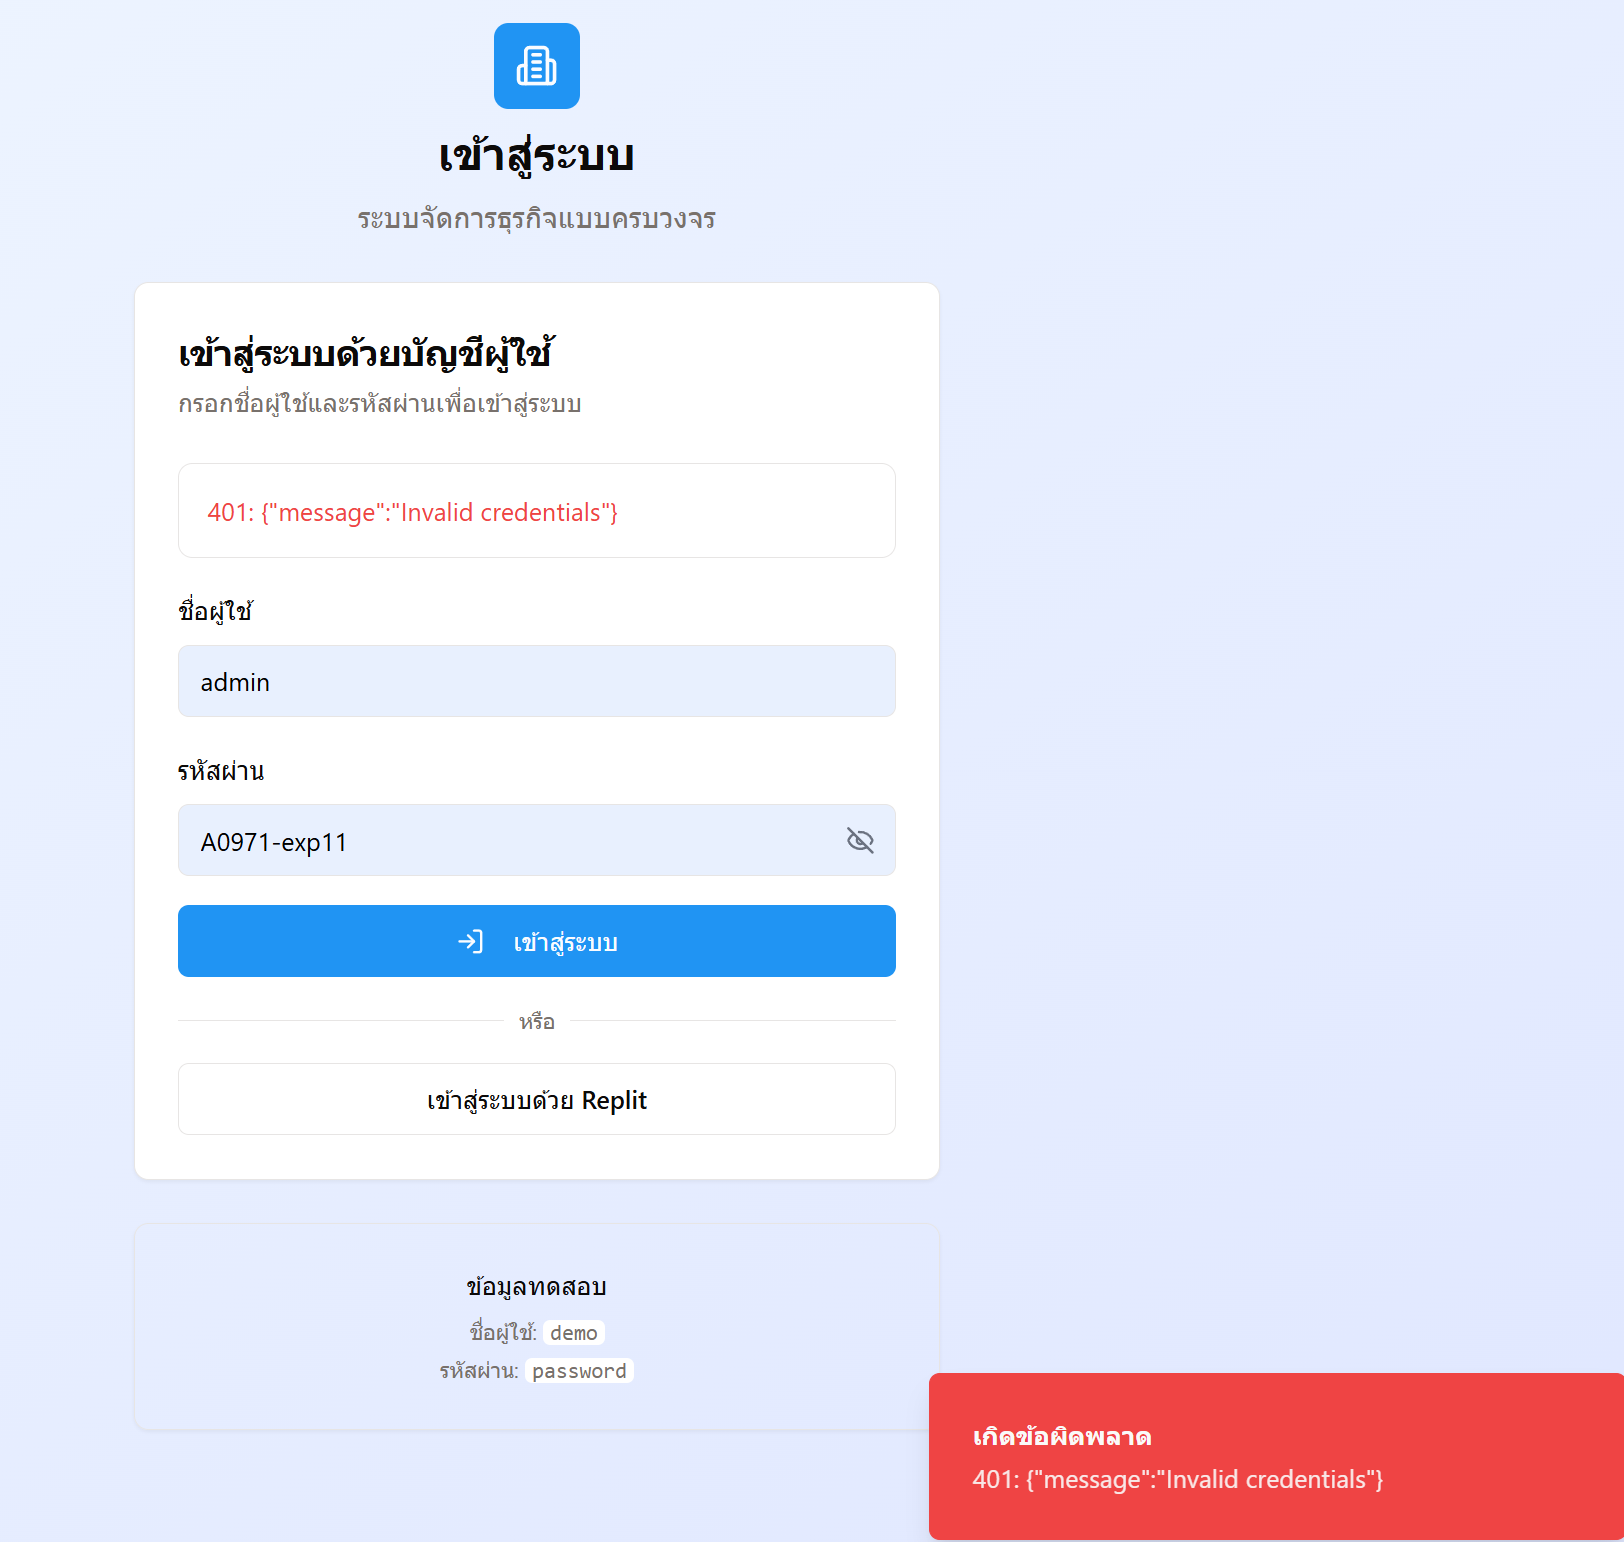 เข้าสู่ระบบ
ระบบจัดการธุรกิจแบบครบวงจร
เข้าสู่ระบบด้วยบัญชีผู้ใช้
กรอกชื่อผู้ใช้และรหัสผ่านเพื่อเข้าสู่ระบบ
401: {"message":"Invalid credentials"}
ชื่อผู้ใช้
admin
รหัสผ่าน
A0971-exp11
เข้าสู่ระบบ
หรือ
เข้าสู่ระบบด้วย Replit
ข้อมูลทดสอบ
ชื่อผู้ใช้: demo
รหัสผ่าน: password
เกิดข้อผิดพลาด
401: {"message":"Invalid credentials"}